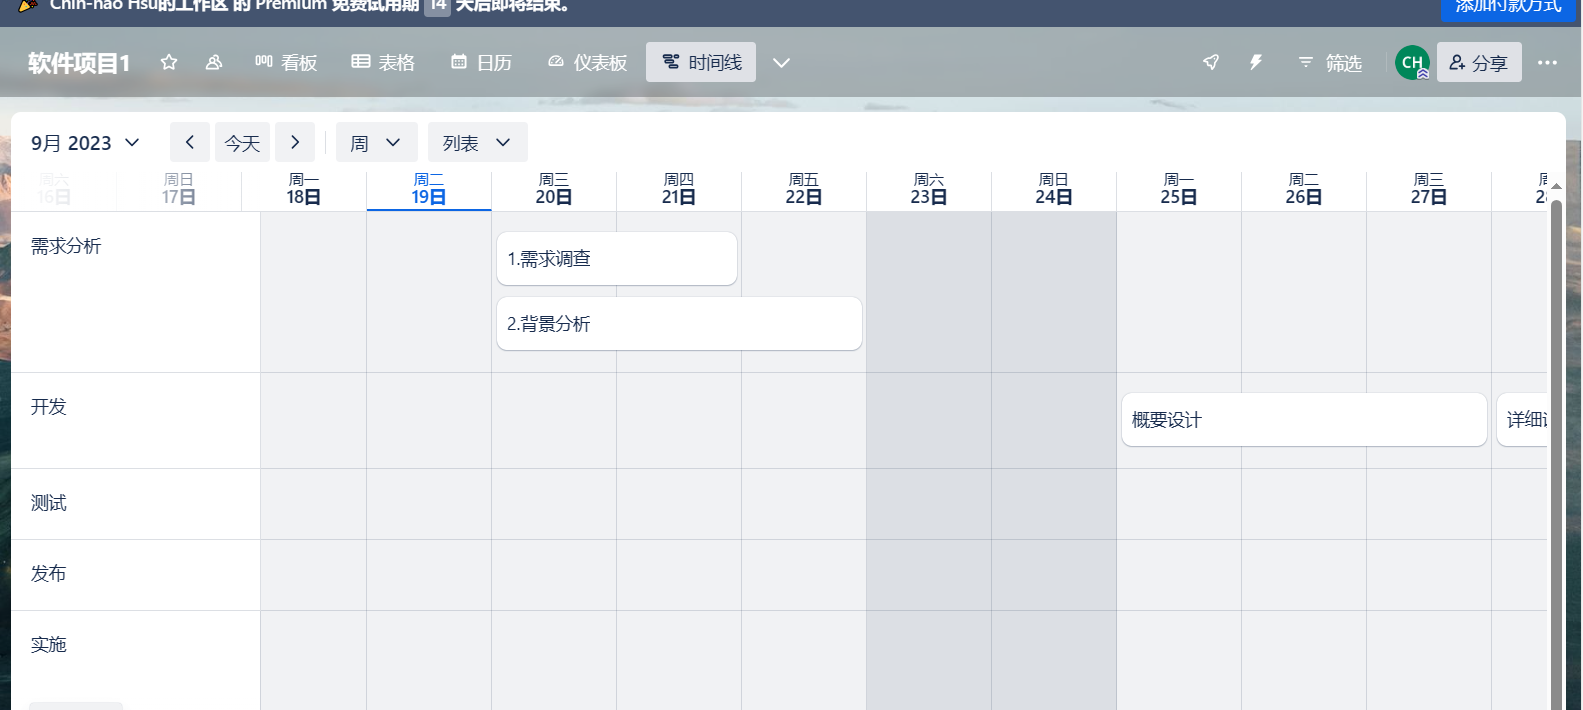 Chin-hao Hsu的工作区 的 Premium 免费试用期 14 天后即将结束。
添加付款方式
软件项目1 看板 表格 日历 仪表板 时间线 筛选 CH 分享
9月 2023 今天 周 列表
周六 周日 周一 周二 周三 周四 周五 周六 周日 周一 周二 周三
16日 17日 18日 19日 20日 21日 22日 23日 24日 25日 26日 27日
需求分析
1.需求调查
2.背景分析
开发
概要设计
详细
测试
发布
实施